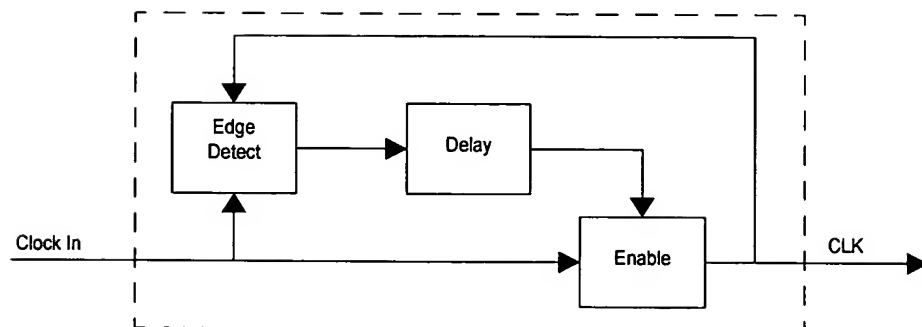 Edge
Detect
Delay
Clock In
Enable
CLK